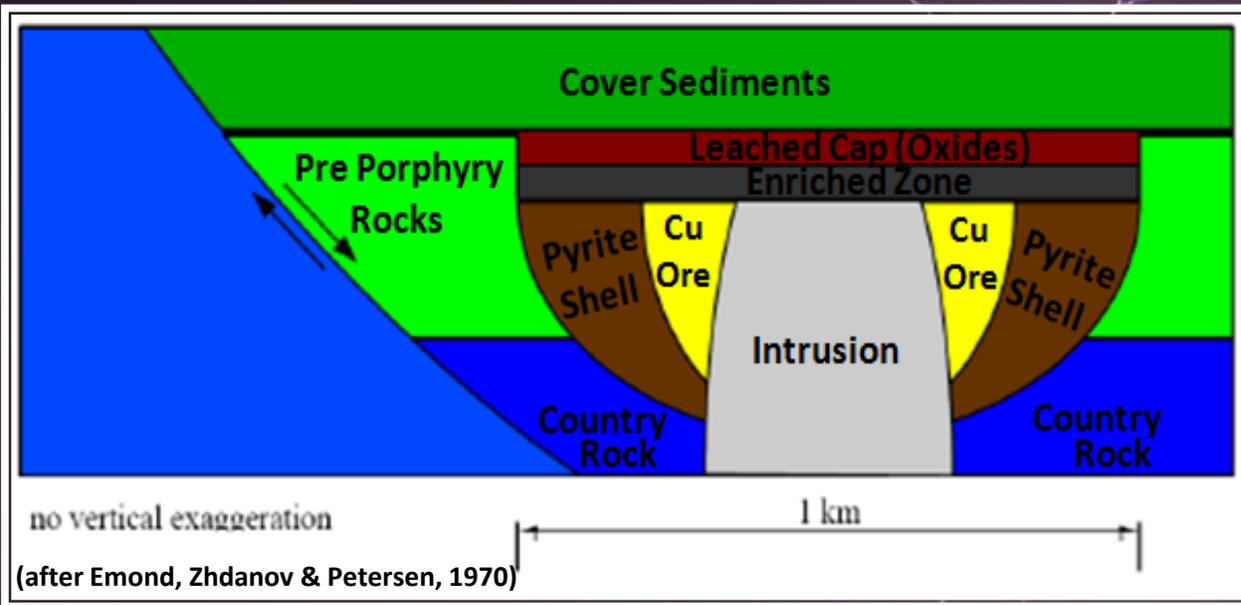 Cover Sediments
Leached Cap (Oxides)
Enriched Zone
Pre Porphyry
Rocks
Pyrite
Shell
Cu
Ore
Intrusion
Cu
Ore
Pyrite
Shell
Country
Rock
Country
Rock
no vertical exaggeration
1 km
(after Emond, Zhdanov & Petersen, 1970)